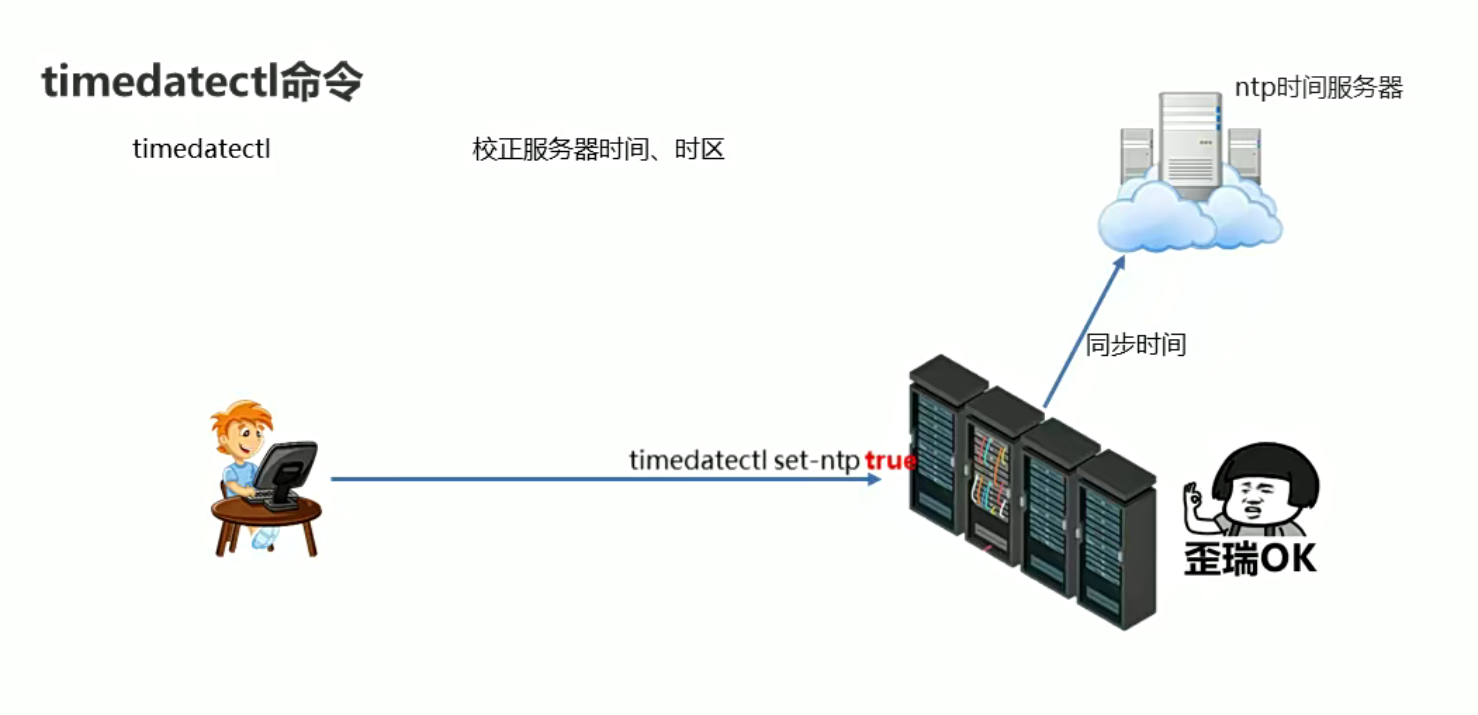 timedatectl命令
ntp时间服务器
timedatectl 校正服务器时间、时区
同步时间
timedatectl set-ntp true
歪瑞OK